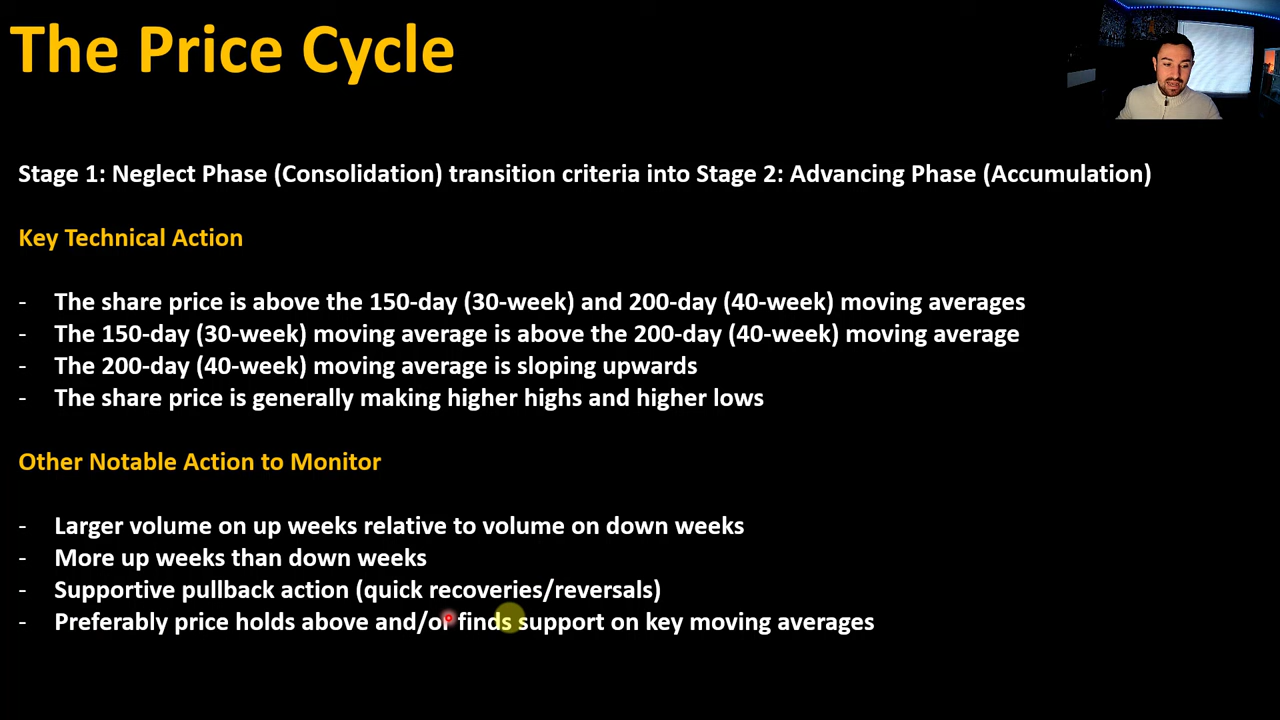 The Price Cycle
Stage 1: Neglect Phase (Consolidation) transition criteria into Stage 2: Advancing Phase (Accumulation)
Key Technical Action
- The share price is above the 150-day (30-week) and 200-day (40-week) moving averages
- The 150-day (30-week) moving average is above the 200-day (40-week) moving average
- The 200-day (40-week) moving average is sloping upwards
- The share price is generally making higher highs and higher lows
Other Notable Action to Monitor
- Larger volume on up weeks relative to volume on down weeks
- More up weeks than down weeks
- Supportive pullback action (quick recoveries/reversals)
- Preferably price holds above and/or finds support on key moving averages